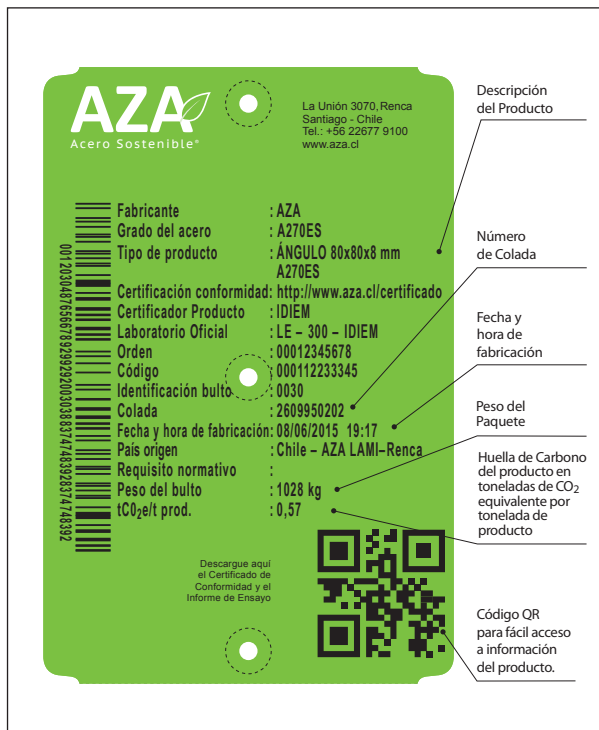 AZA
Acero Sostenible®
La Unión 3070, Renca
Santiago - Chile
Tel.: +56 22677 9100
www.aza.cl
Fabricante : AZA
Grado del acero : A270ES
Tipo de producto : ÁNGULO 80x80x8 mm
A270ES
Certificación conformidad: http://www.aza.cl/certificado
Certificador Producto : IDIEM
Laboratorio Oficial : LE – 300 – IDIEM
Orden : 00012345678
Código : 000112233345
Identificación bulto : 0030
Colada : 2609950202
Fecha y hora de fabricación: 08/06/2015 19:17
País origen : Chile – AZA LAMI–Renca
Requisito normativo :
Peso del bulto : 1028 kg
tC0₂e/t prod. : 0,57
Descargue aquí
el Certificado de
Conformidad y el
Informe de Ensayo
Descripción
del Producto
Número
de Colada
Fecha y
hora de
fabricación
Peso del
Paquete
Huella de Carbono
del producto en
toneladas de CO₂
equivalente por
tonelada de
producto
Código QR
para fácil acceso
a información
del producto.